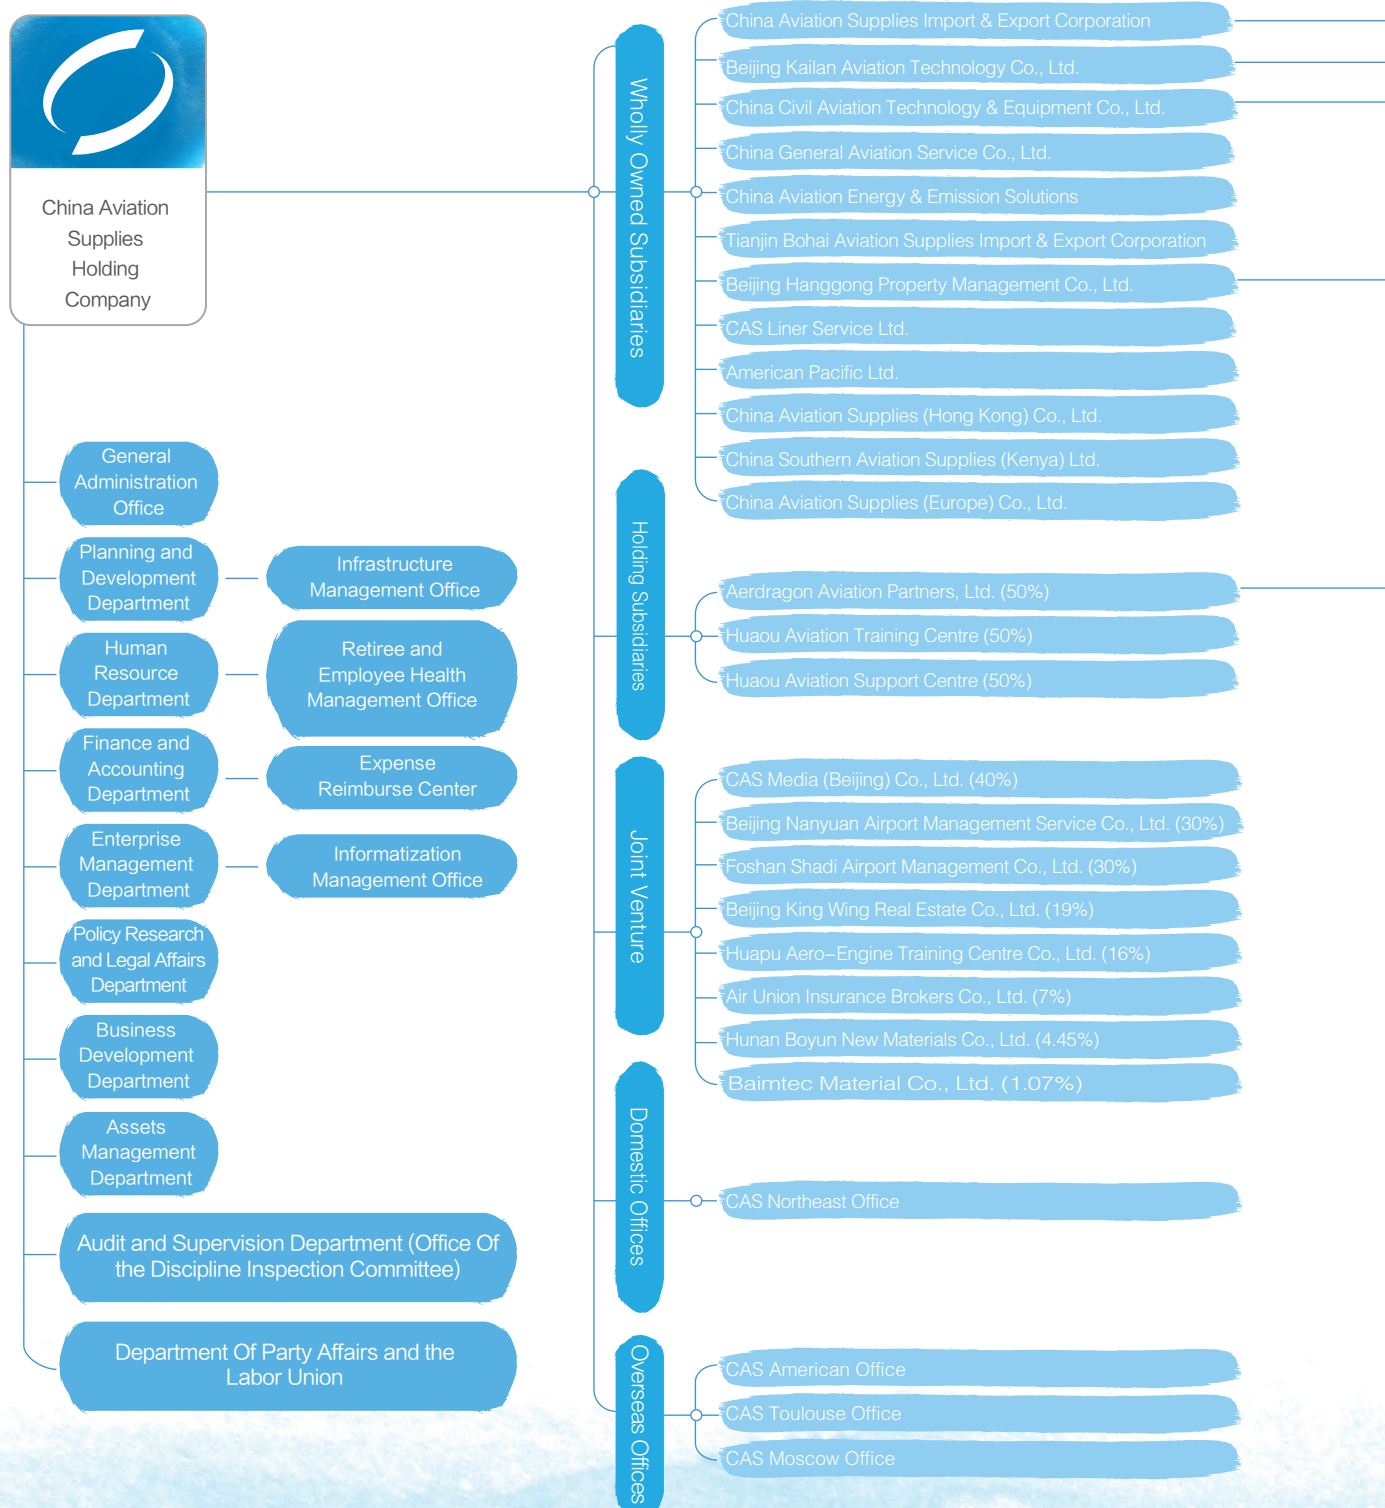 China Aviation
Supplies
Holding
Company
General
Administration
Office
Planning and
Development
Department
Infrastructure
Management Office
Human
Resource
Department
Retiree and
Employee Health
Management Office
Finance and
Accounting
Department
Expense
Reimburse Center
Enterprise
Management
Department
Informatization
Management Office
Policy Research
and Legal Affairs
Department
Business
Development
Department
Assets
Management
Department
Audit and Supervision Department (Office Of
the Discipline Inspection Committee)
Department Of Party Affairs and the
Labor Union
Wholly Owned Subsidiaries
China Aviation Supplies Import & Export Corporation
Beijing Kailan Aviation Technology Co., Ltd.
China Civil Aviation Technology & Equipment Co., Ltd.
China General Aviation Service Co., Ltd.
China Aviation Energy & Emission Solutions
Tianjin Bohai Aviation Supplies Import & Export Corporation
Beijing Hanggong Property Management Co., Ltd.
CAS Liner Service Ltd.
American Pacific Ltd.
China Aviation Supplies (Hong Kong) Co., Ltd.
China Southern Aviation Supplies (Kenya) Ltd.
China Aviation Supplies (Europe) Co., Ltd.
Holding Subsidiaries
Aerdragon Aviation Partners, Ltd. (50%)
Huaou Aviation Training Centre (50%)
Huaou Aviation Support Centre (50%)
Joint Venture
CAS Media (Beijing) Co., Ltd. (40%)
Beijing Nanyuan Airport Management Service Co., Ltd. (30%)
Foshan Shadi Airport Management Co., Ltd. (30%)
Beijing King Wing Real Estate Co., Ltd. (19%)
Huapu Aero-Engine Training Centre Co., Ltd. (16%)
Air Union Insurance Brokers Co., Ltd. (7%)
Hunan Boyun New Materials Co., Ltd. (4.45%)
Baimtec Material Co., Ltd. (1.07%)
Domestic Offices
CAS Northeast Office
Overseas Offices
CAS American Office
CAS Toulouse Office
CAS Moscow Office